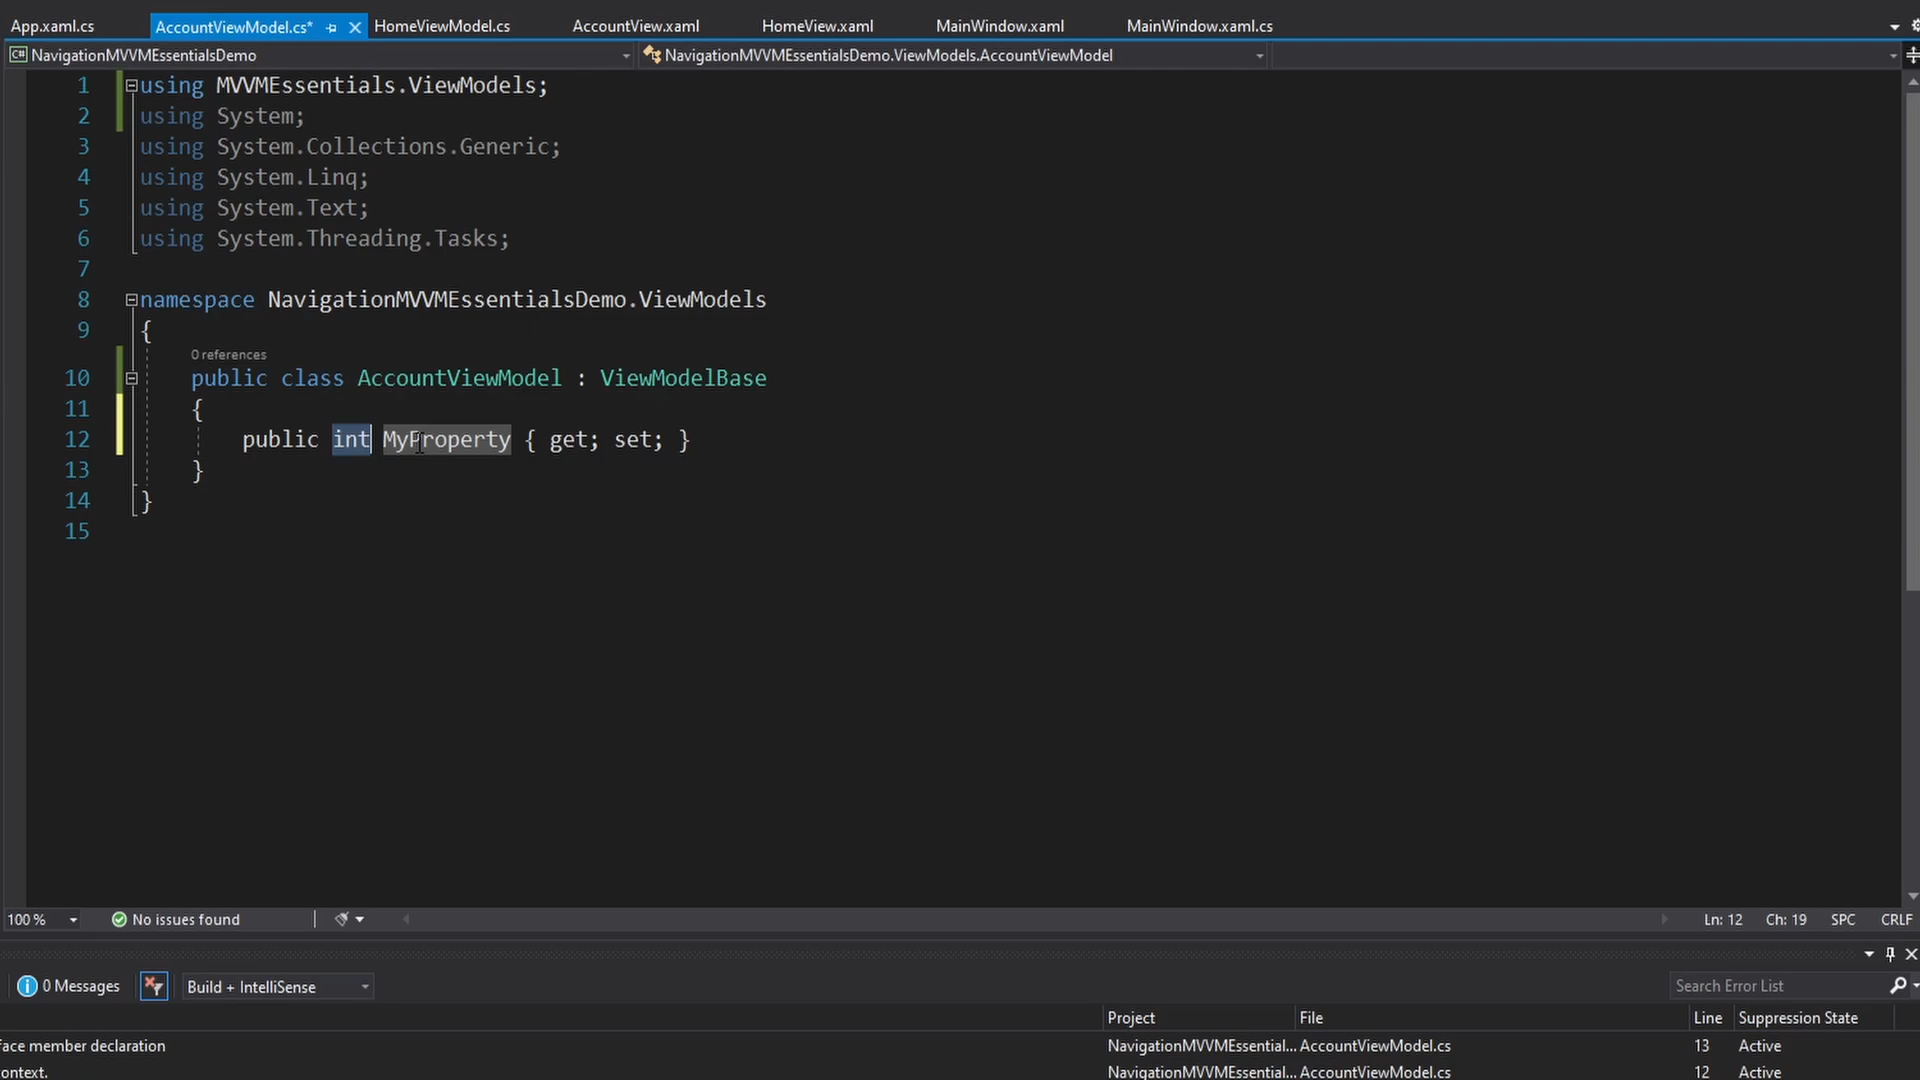 App.xaml.cs AccountViewModel.cs* HomeViewModel.cs AccountView.xaml HomeView.xaml MainWindow.xaml MainWindow.xaml.cs
C# NavigationMVVMEssentialsDemo NavigationMVVMEssentialsDemo.ViewModels.AccountViewModel
1 using MVVMEssentials.ViewModels;
2 using System;
3 using System.Collections.Generic;
4 using System.Linq;
5 using System.Text;
6 using System.Threading.Tasks;
7
8 namespace NavigationMVVMEssentialsDemo.ViewModels
9 {
0 references
10 public class AccountViewModel : ViewModelBase
11 {
12 public int MyProperty { get; set; }
13 }
14 }
15
100 % No issues found Ln: 12 Ch: 19 SPC CRLF
0 Messages Build + IntelliSense Search Error List
Project File Line Suppression State
face member declaration NavigationMVVMEssential... AccountViewModel.cs 13 Active
ontext. NavigationMVVMEssential... AccountViewModel.cs 12 Active